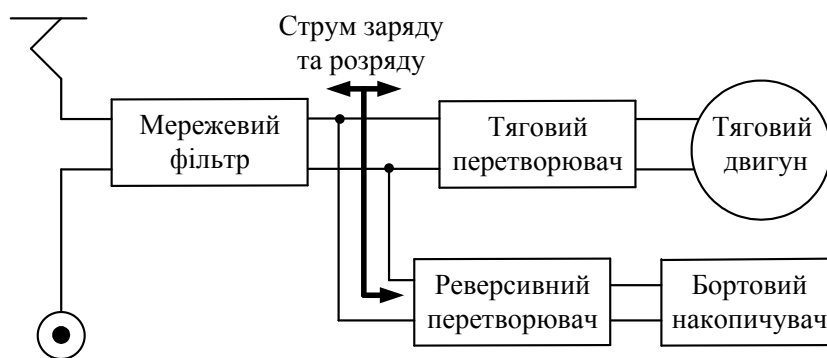 Струм заряду
та розряду
Мережевий
фільтр
Тяговий
перетворювач
Тяговий
двигун
Реверсивний
перетворювач
Бортовий
накопичувач